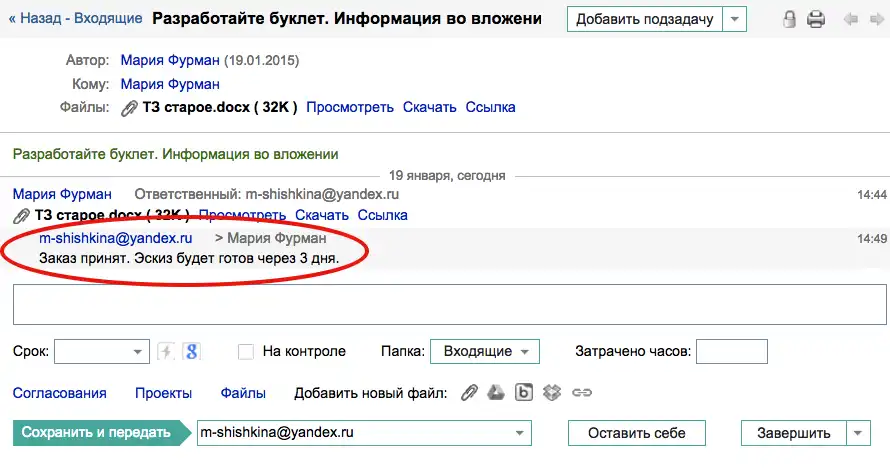 « Назад - Входящие Разработайте буклет. Информация во вложени Добавить подзадачу
Автор: Мария Фурман (19.01.2015)
Кому: Мария Фурман
Файлы: ТЗ старое.docx ( 32K ) Просмотреть Скачать Ссылка
Разработайте буклет. Информация во вложении
19 января, сегодня
Мария Фурман Ответственный: m-shishkina@yandex.ru 14:44
ТЗ старое.docx ( 32K ) Просмотреть Скачать Ссылка
m-shishkina@yandex.ru > Мария Фурман 14:49
Заказ принят. Эскиз будет готов через 3 дня.
Срок: 8 На контроле Папка: Входящие Затрачено часов:
Согласования Проекты Файлы Добавить новый файл: b
Сохранить и передать m-shishkina@yandex.ru Оставить себе Завершить